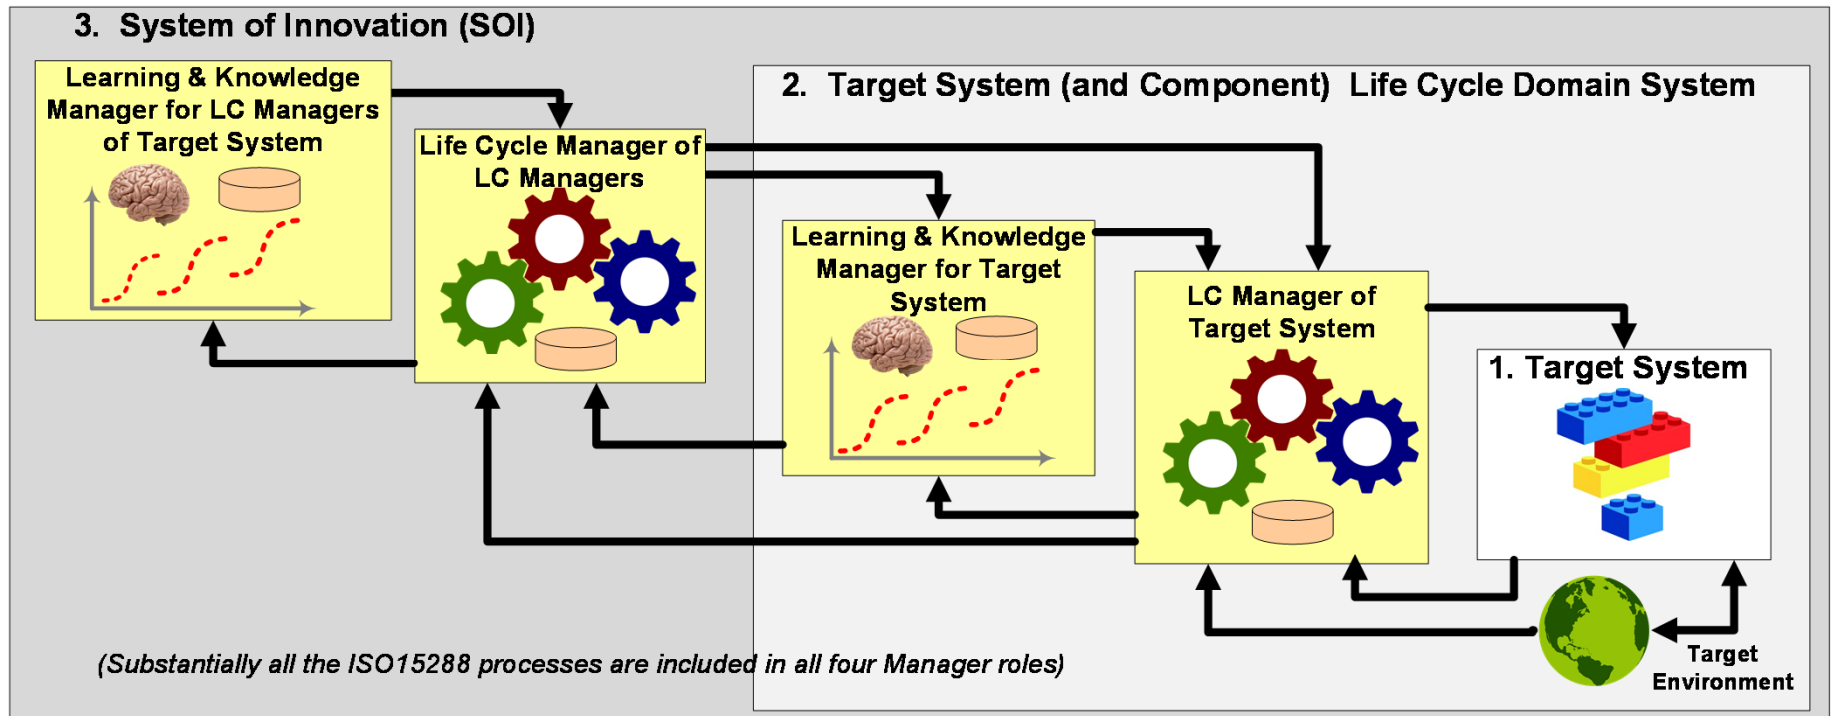 3. System of Innovation (SOI)
Learning & Knowledge
Manager for LC Managers
of Target System
Life Cycle Manager of
LC Managers
2. Target System (and Component) Life Cycle Domain System
Learning & Knowledge
Manager for Target
System
LC Manager of
Target System
1. Target System
Target
Environment
(Substantially all the ISO15288 processes are included in all four Manager roles)